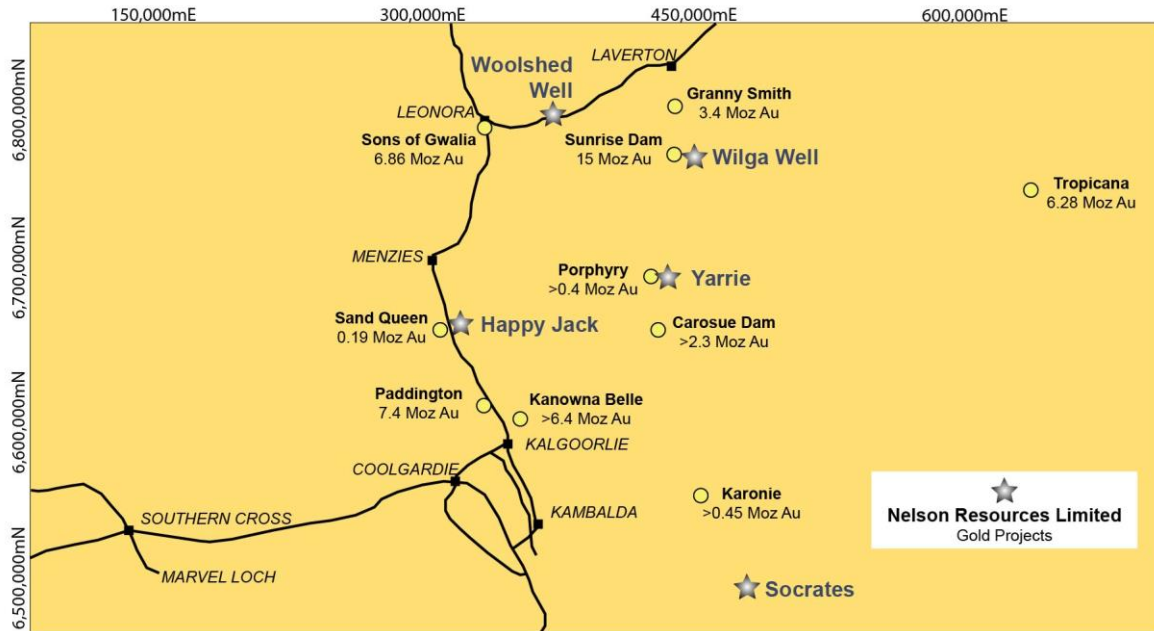 150,000mE
300,000mE
450,000mE
600,000mE
6,800,000mN
6,700,000mN
6,600,000mN
6,500,000mN
LAVERTON
Woolshed
Well
Granny Smith
3.4 Moz Au
LEONORA
Sons of Gwalia
6.86 Moz Au
Sunrise Dam
15 Moz Au
Wilga Well
Tropicana
6.28 Moz Au
MENZIES
Porphyry
>0.4 Moz Au
Yarrie
Sand Queen
0.19 Moz Au
Happy Jack
Carosue Dam
>2.3 Moz Au
Paddington
7.4 Moz Au
Kanowna Belle
>6.4 Moz Au
KALGOORLIE
COOLGARDIE
Karonie
>0.45 Moz Au
SOUTHERN CROSS
KAMBALDA
MARVEL LOCH
Socrates
Nelson Resources Limited
Gold Projects